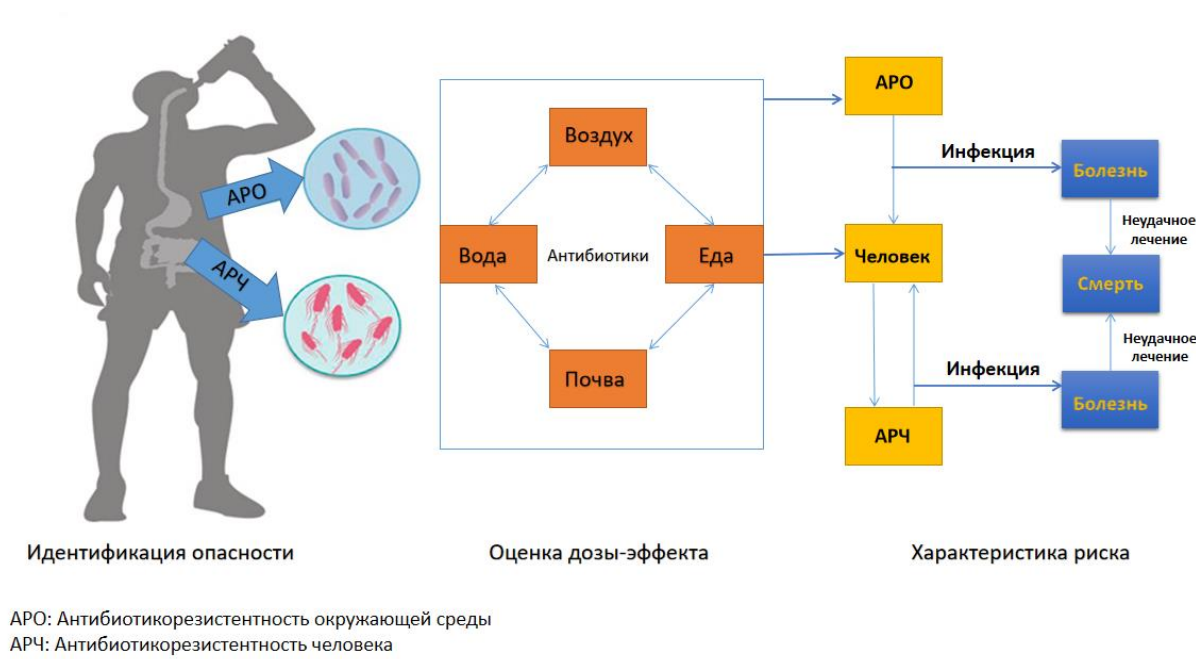 АРО
АРЧ
Идентификация опасности
Воздух
Вода
Антибиотики
Еда
Почва
Оценка дозы-эффекта
АРО
Инфекция
Болезнь
Неудачное
лечение
Человек
Смерть
Неудачное
лечение
Инфекция
Болезнь
АРЧ
Характеристика риска
АРО: Антибиотикорезистентность окружающей среды
АРЧ: Антибиотикорезистентность человека